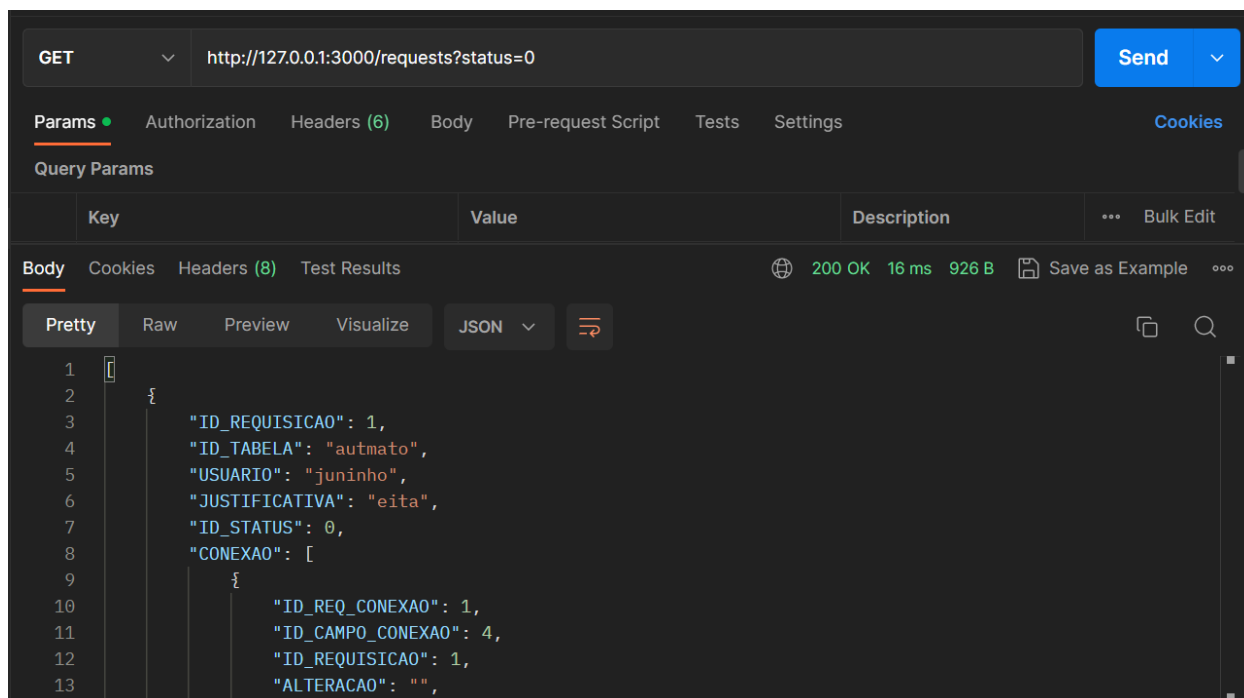 GET http://127.0.0.1:3000/requests?status=0 Send
Params Authorization Headers (6) Body Pre-request Script Tests Settings Cookies
Query Params
Key Value Description Bulk Edit
Body Cookies Headers (8) Test Results 200 OK 16 ms 926 B Save as Example
Pretty Raw Preview Visualize JSON
1 [
2 {
3 "ID_REQUISICAO": 1,
4 "ID_TABELA": "autmato",
5 "USUARIO": "juninho",
6 "JUSTIFICATIVA": "eita",
7 "ID_STATUS": 0,
8 "CONEXAO": [
9 {
10 "ID_REQ_CONEXAO": 1,
11 "ID_CAMPO_CONEXAO": 4,
12 "ID_REQUISICAO": 1,
13 "ALTERACAO": "",